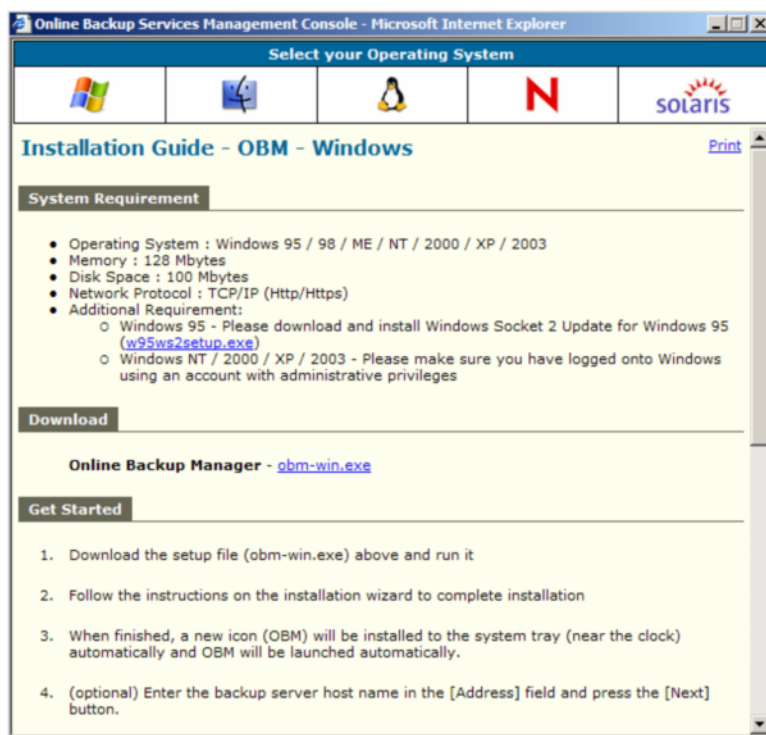 Online Backup Services Management Console - Microsoft Internet Explorer
Select your Operating System
N
solaris
Installation Guide - OBM - Windows
Print
System Requirement
• Operating System : Windows 95 / 98 / ME / NT / 2000 / XP / 2003
• Memory : 128 Mbytes
• Disk Space : 100 Mbytes
• Network Protocol : TCP/IP (Http/Https)
• Additional Requirement:
o Windows 95 - Please download and install Windows Socket 2 Update for Windows 95
(w95ws2setup.exe)
o Windows NT / 2000 / XP / 2003 - Please make sure you have logged onto Windows
using an account with administrative privileges
Download
Online Backup Manager - obm-win.exe
Get Started
1. Download the setup file (obm-win.exe) above and run it
2. Follow the instructions on the installation wizard to complete installation
3. When finished, a new icon (OBM) will be installed to the system tray (near the clock)
automatically and OBM will be launched automatically.
4. (optional) Enter the backup server host name in the [Address] field and press the [Next]
button.